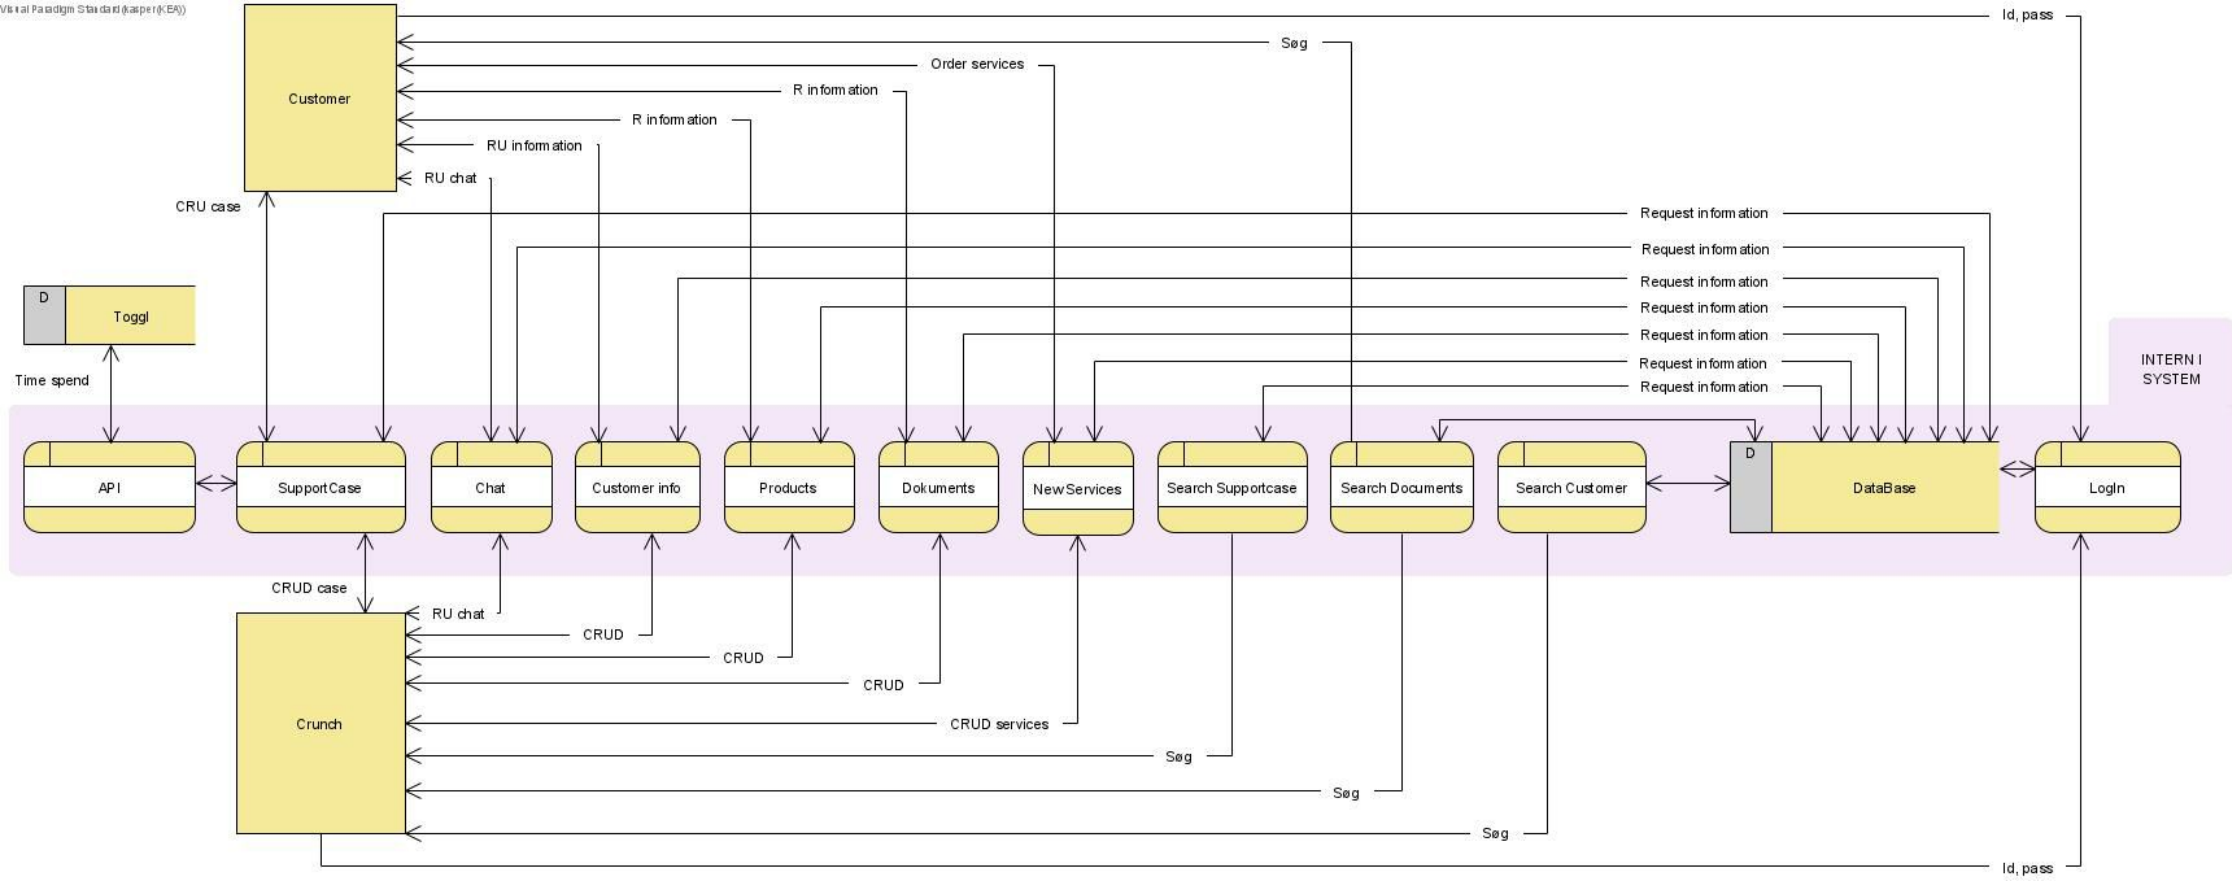 Visual Paradigm Standard(kasper(KEA))
Id, pass
Søg
Order services
Customer
R information
R information
RU information
RU chat
CRU case
Request information
Request information
Request information
D
Toggl
Request information
Request information
Request information
INTERN I
SYSTEM
Time spend
Request information
D
API
SupportCase
Chat
Customer info
Products
Dokuments
NewServices
Search Supportcase
Search Documents
Search Customer
DataBase
LogIn
CRUD case
RU chat
CRUD
CRUD
CRUD
Crunch
CRUD services
Søg
Søg
Søg
Id, pass